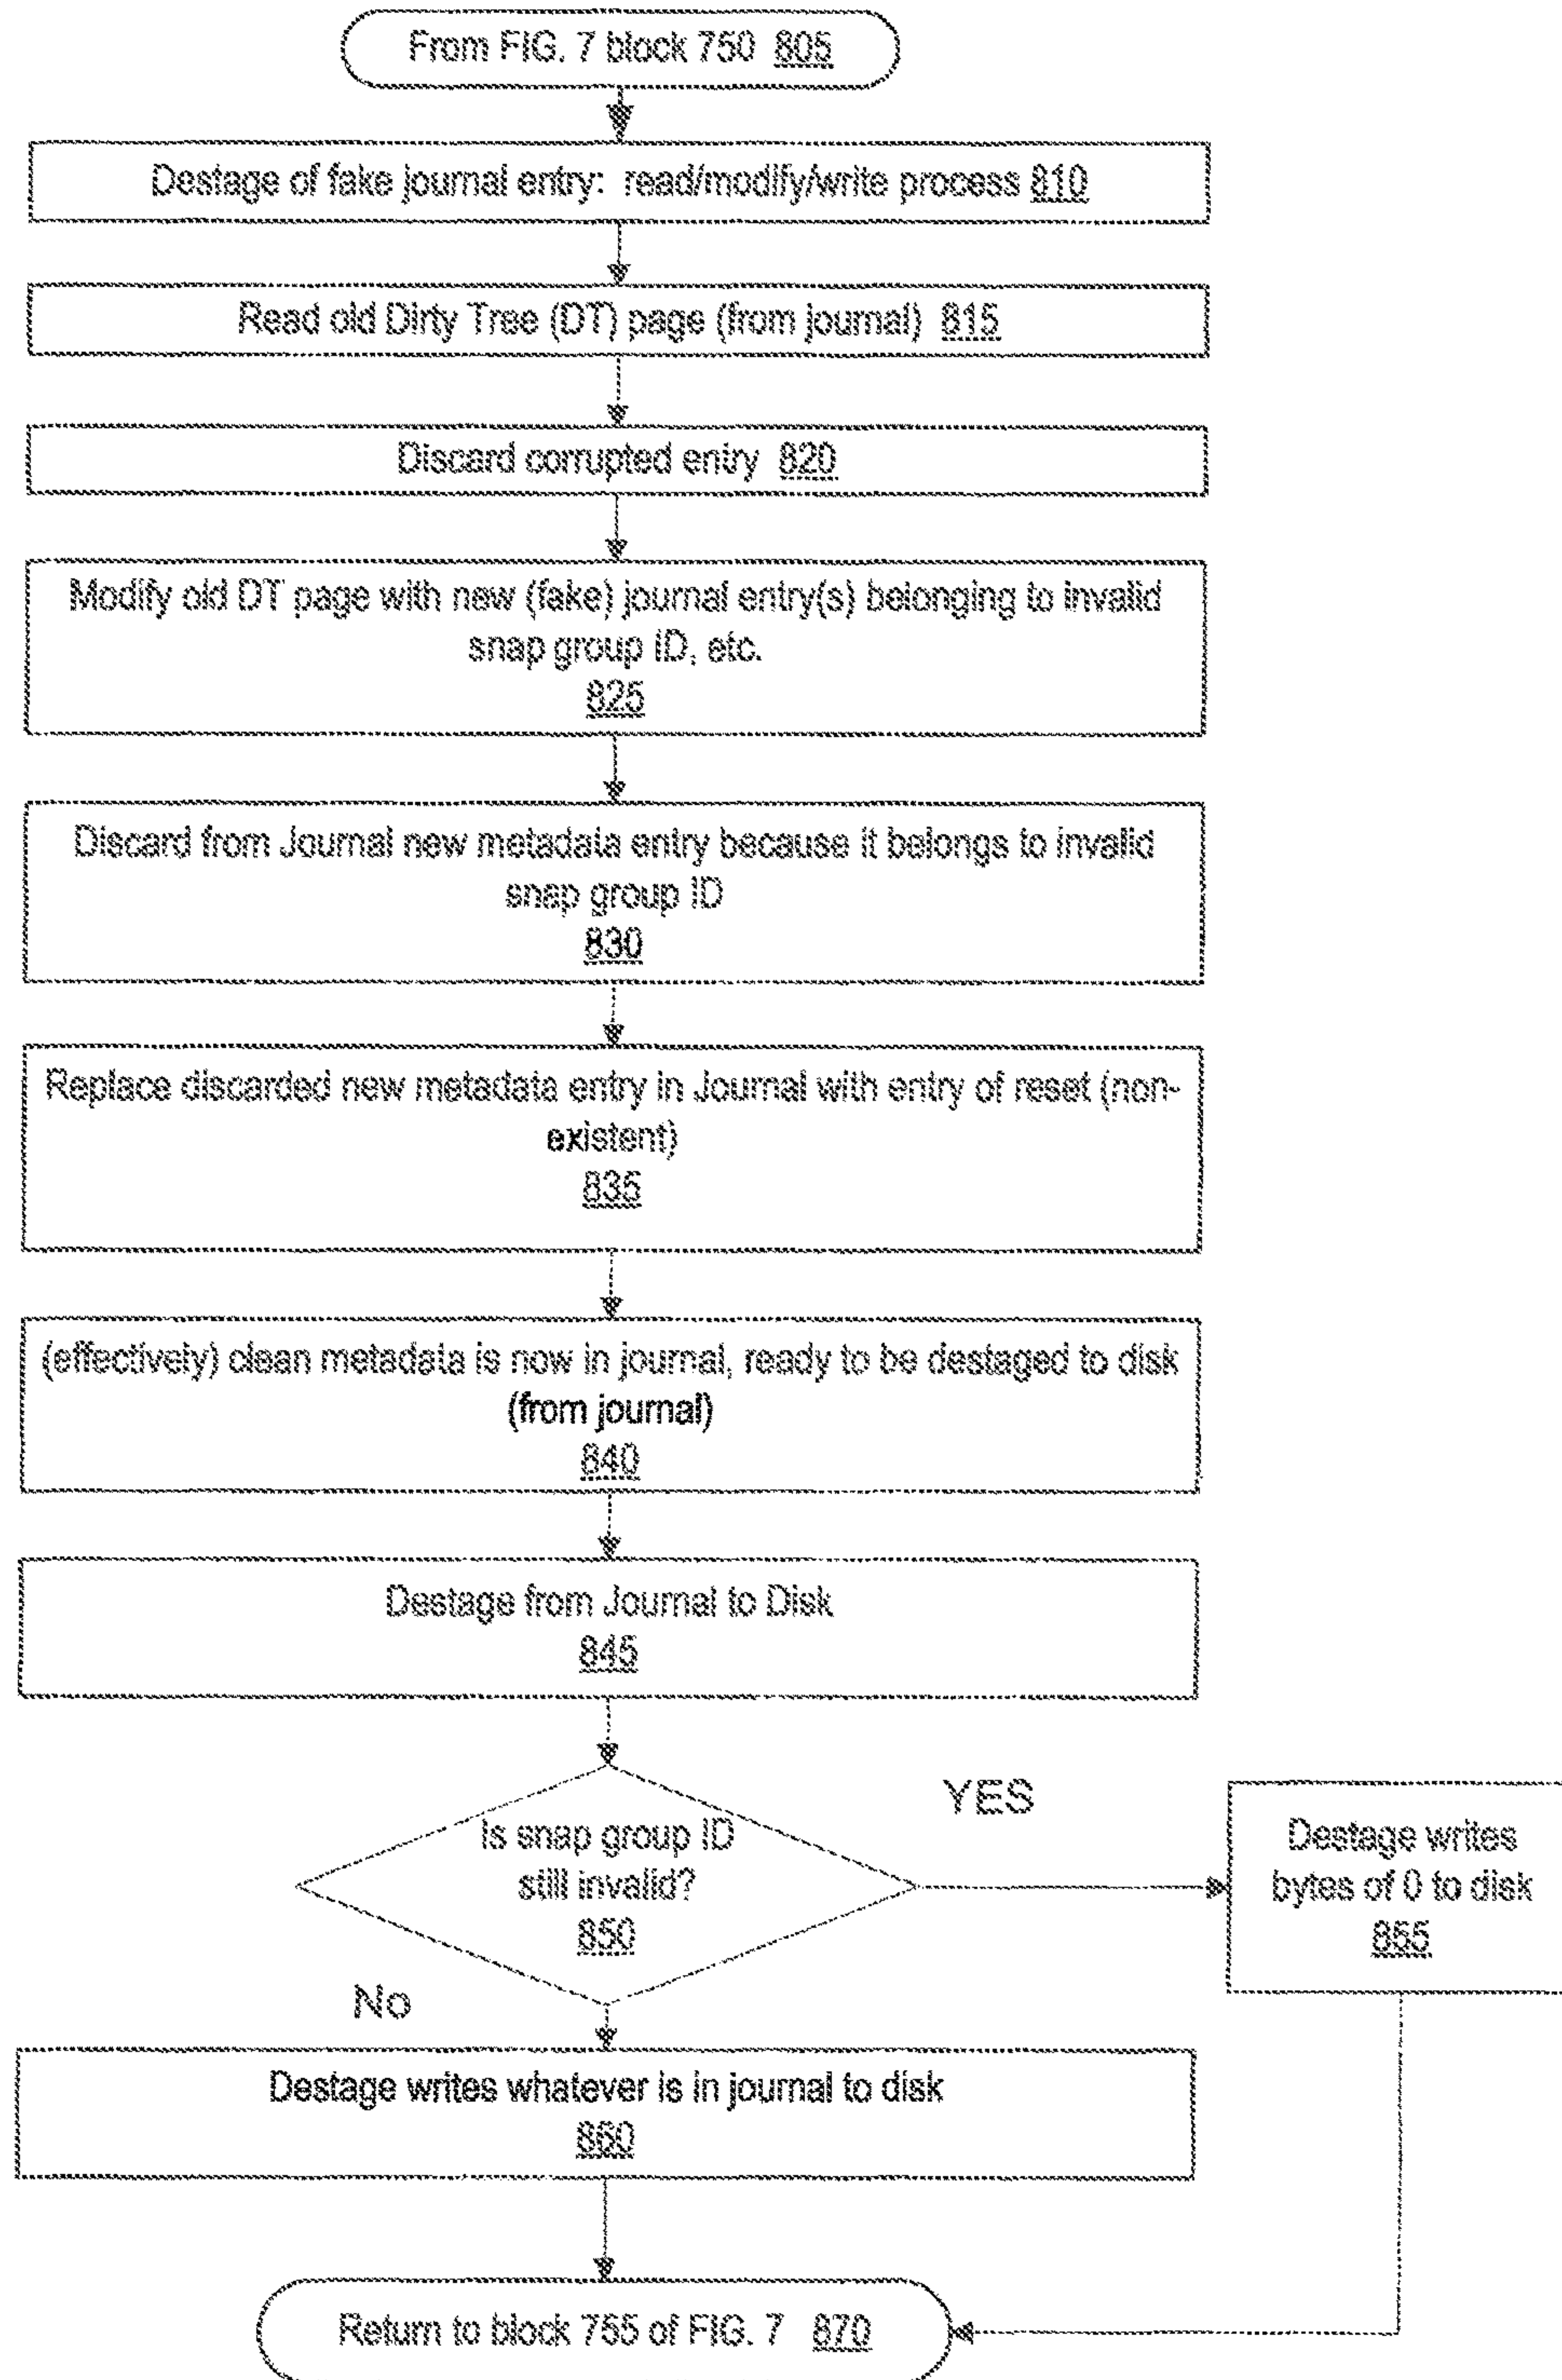 From FIG. 7 block 750 805
Destage of fake journal entry: read/modify/write process 810
Read old Dirty Tree (DT) page (from journal) 815
Discard corrupted entry 820
Modify old DT page with new (fake) journal entry(s) belonging to invalid
snap group ID, etc.
825
Discard from Journal new metadata entry because it belongs to invalid
snap group ID
830
Replace discarded new metadata entry in Journal with entry of reset (non-
existent)
835
(effectively) clean metadata is now in journal, ready to be destaged to disk
(from journal)
840
Destage from Journal to Disk
845
Is snap group ID
still invalid?
850
YES
Destage writes
bytes of 0 to disk
855
No
Destage writes whatever is in journal to disk
860
Return to block 755 of FIG. 7 870